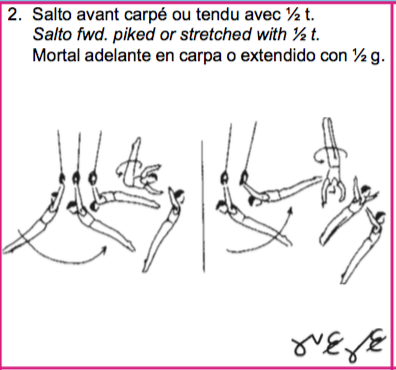 2. Salto avant carpé ou tendu avec ½ t.
Salto fwd. piked or stretched with ½ t.
Mortal adelante en carpa o extendido con ½ g.